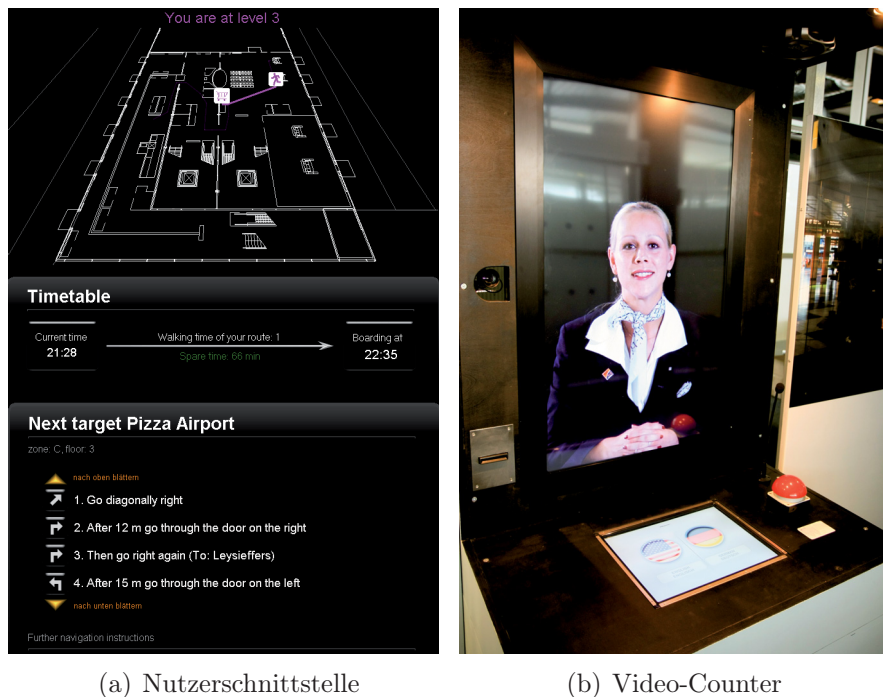 You are at level 3
Timetable
Current time
21:28
Walking time of your route: 1
Spare time: 66 min
Boarding at
22:35
Next target Pizza Airport
zone: C, floor: 3
nach oben blättern
1. Go diagonally right
2. After 12 m go through the door on the right
3. Then go right again (To: Leysieffers)
4. After 15 m go through the door on the left
nach unten blättern
Further navigation instructions
(a) Nutzerschnittstelle
(b) Video-Counter